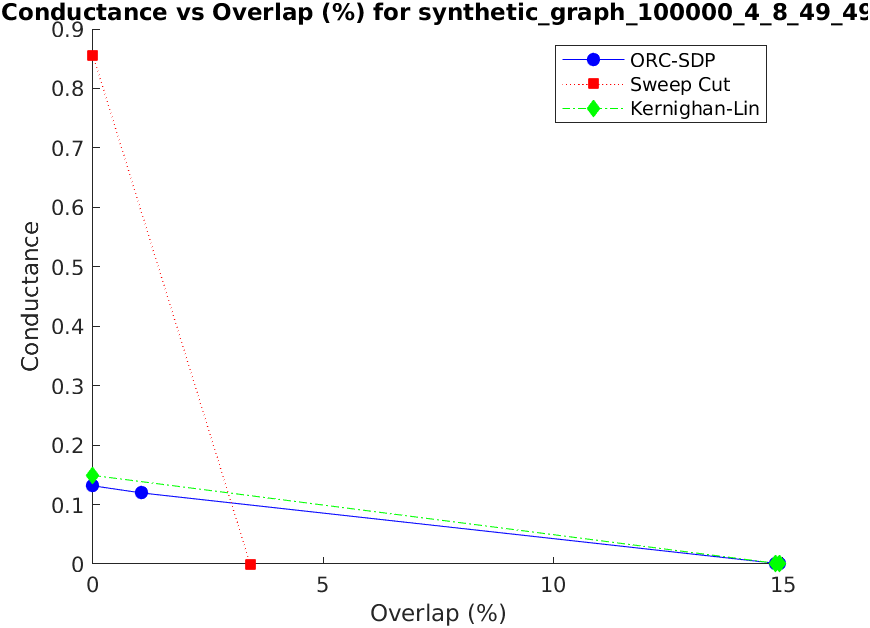 Conductance vs Overlap (%) for synthetic_graph_100000_4_8_49_49
0.9
0.8
0.7
0.6
0.5
0.4
0.3
0.2
0.1
0
Conductance
ORC-SDP
Sweep Cut
Kernighan-Lin
0 5 10 15
Overlap (%)